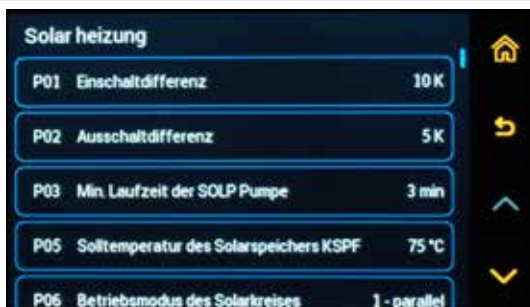 Solar heizung
P01 Einschaltdifferenz 10 K
P02 Ausschaltdifferenz 5 K
P03 Min. Laufzeit der SOLP Pumpe 3 min
P05 Solltemperatur des Solarspeichers KSPF 75 °C
P06 Betriebsmodus des Solarkreises 1 - parallel